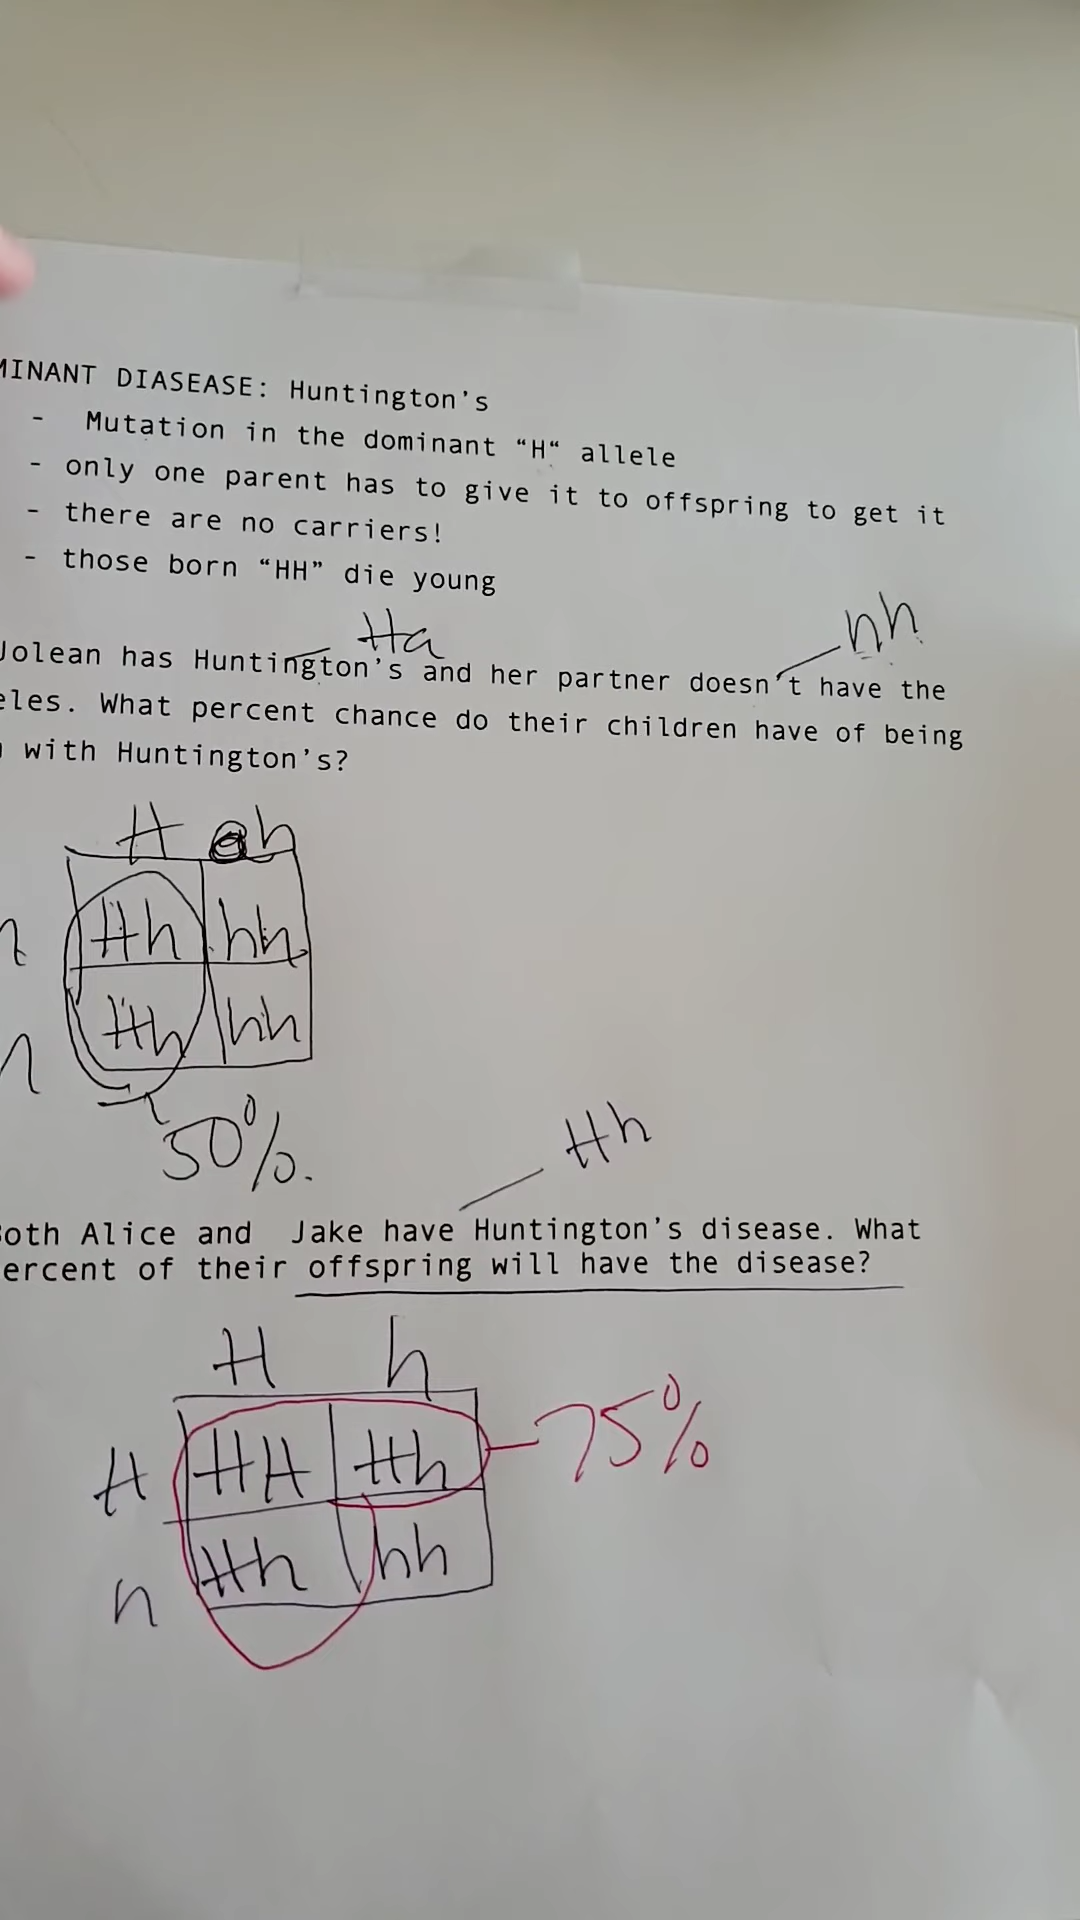 MINANT DIASEASE: Huntington's
- Mutation in the dominant “H“ allele
- only one parent has to give it to offspring to get it
- there are no carriers!
- those born “HH” die young
Ha
hh
Jolean has Huntington's and her partner doesn't have the
eles. What percent chance do their children have of being
with Huntington's?
H h
h Hh hh
h Hh hh
50%.
Hh
oth Alice and Jake have Huntington's disease. What
ercent of their offspring will have the disease?
H h
H HH Hh 75%
h Hh hh